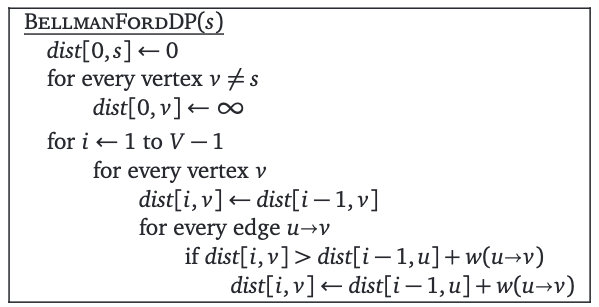 BELLMANFORDDP(s)
dist[0, s] ← 0
for every vertex v ≠ s
dist[0, v] ← ∞
for i ← 1 to V − 1
for every vertex v
dist[i, v] ← dist[i − 1, v]
for every edge u→v
if dist[i, v] > dist[i − 1, u] + w(u→v)
dist[i, v] ← dist[i − 1, u] + w(u→v)